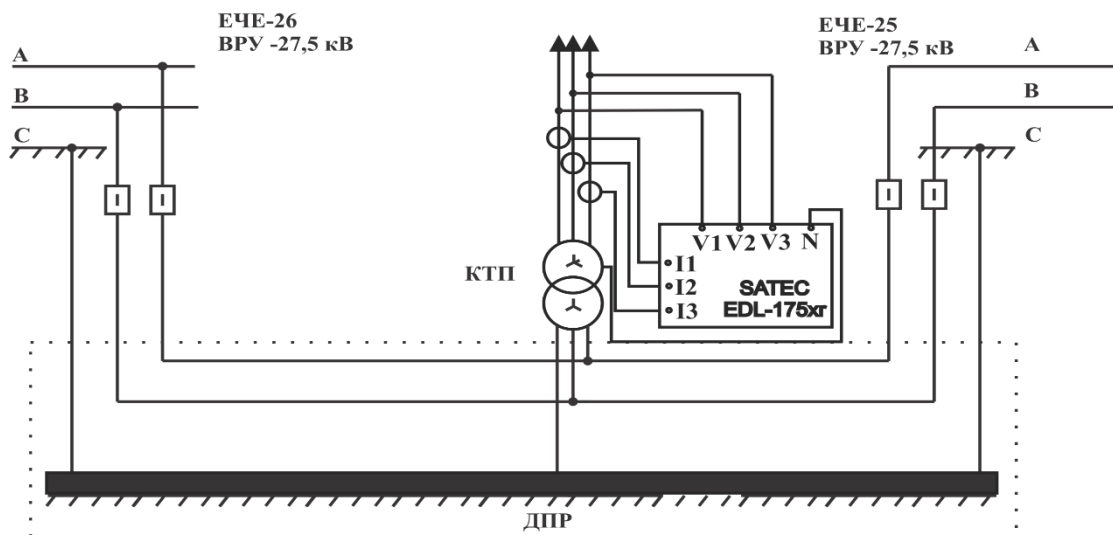 ЕЧЕ-26
ВРУ -27,5 кВ
ЕЧЕ-25
ВРУ -27,5 кВ
A
B
C
A
B
C
I
I
I
I
V1 V2 V3 N
I1
I2
I3
SATEC
EDL-175хг
КТП
ДПР